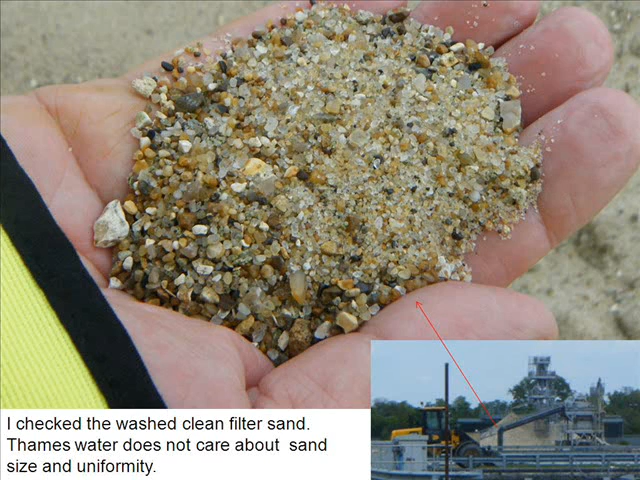 I checked the washed clean filter sand.
Thames water does not care about  sand
size and uniformity.